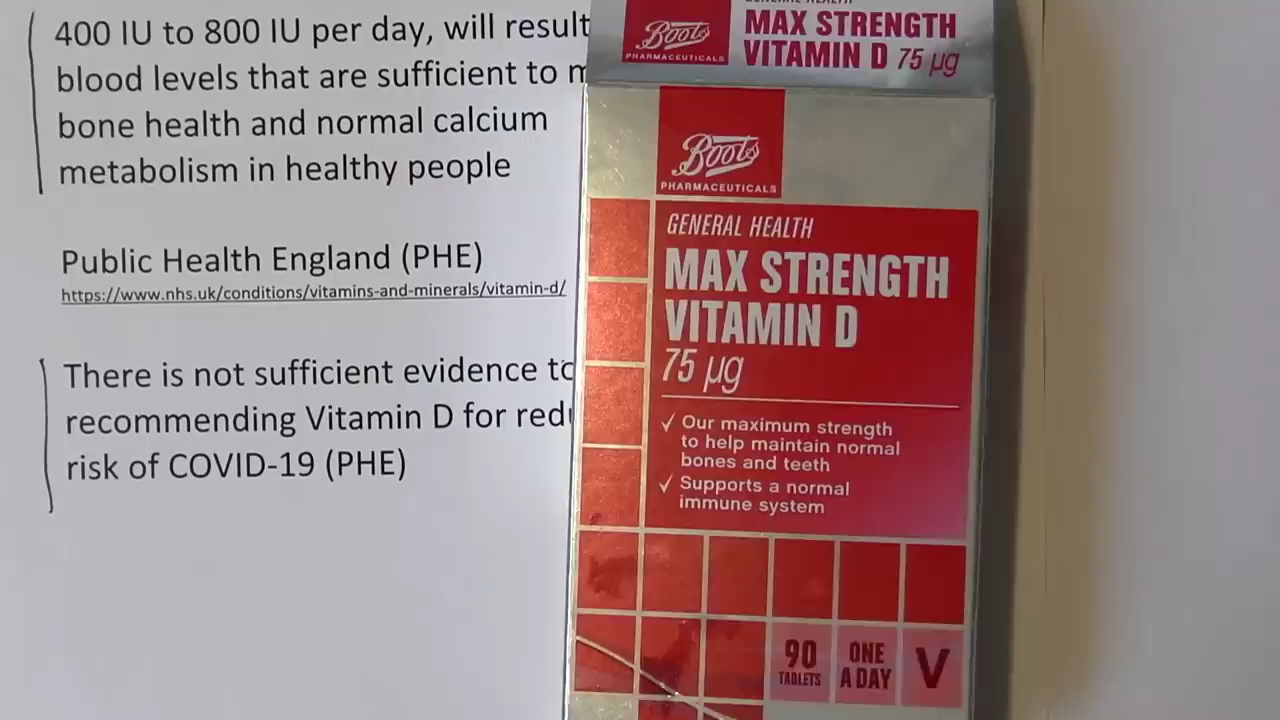 400 IU to 800 IU per day, will result
blood levels that are sufficient to
bone health and normal calcium
metabolism in healthy people
Public Health England (PHE)
https://www.nhs.uk/conditions/vitamins-and-minerals/vitamin-d/
There is not sufficient evidence to
recommending Vitamin D for
risk of COVID-19 (PHE)
Boots
PHARMACEUTICALS
MAX STRENGTH
VITAMIN D 75 µg
Boots
PHARMACEUTICALS
GENERAL HEALTH
MAX STRENGTH
VITAMIN D
75 µg
✓ Our maximum strength
to help maintain normal
bones and teeth
✓ Supports a normal
immune system
90
TABLETS
ONE
A DAY
V